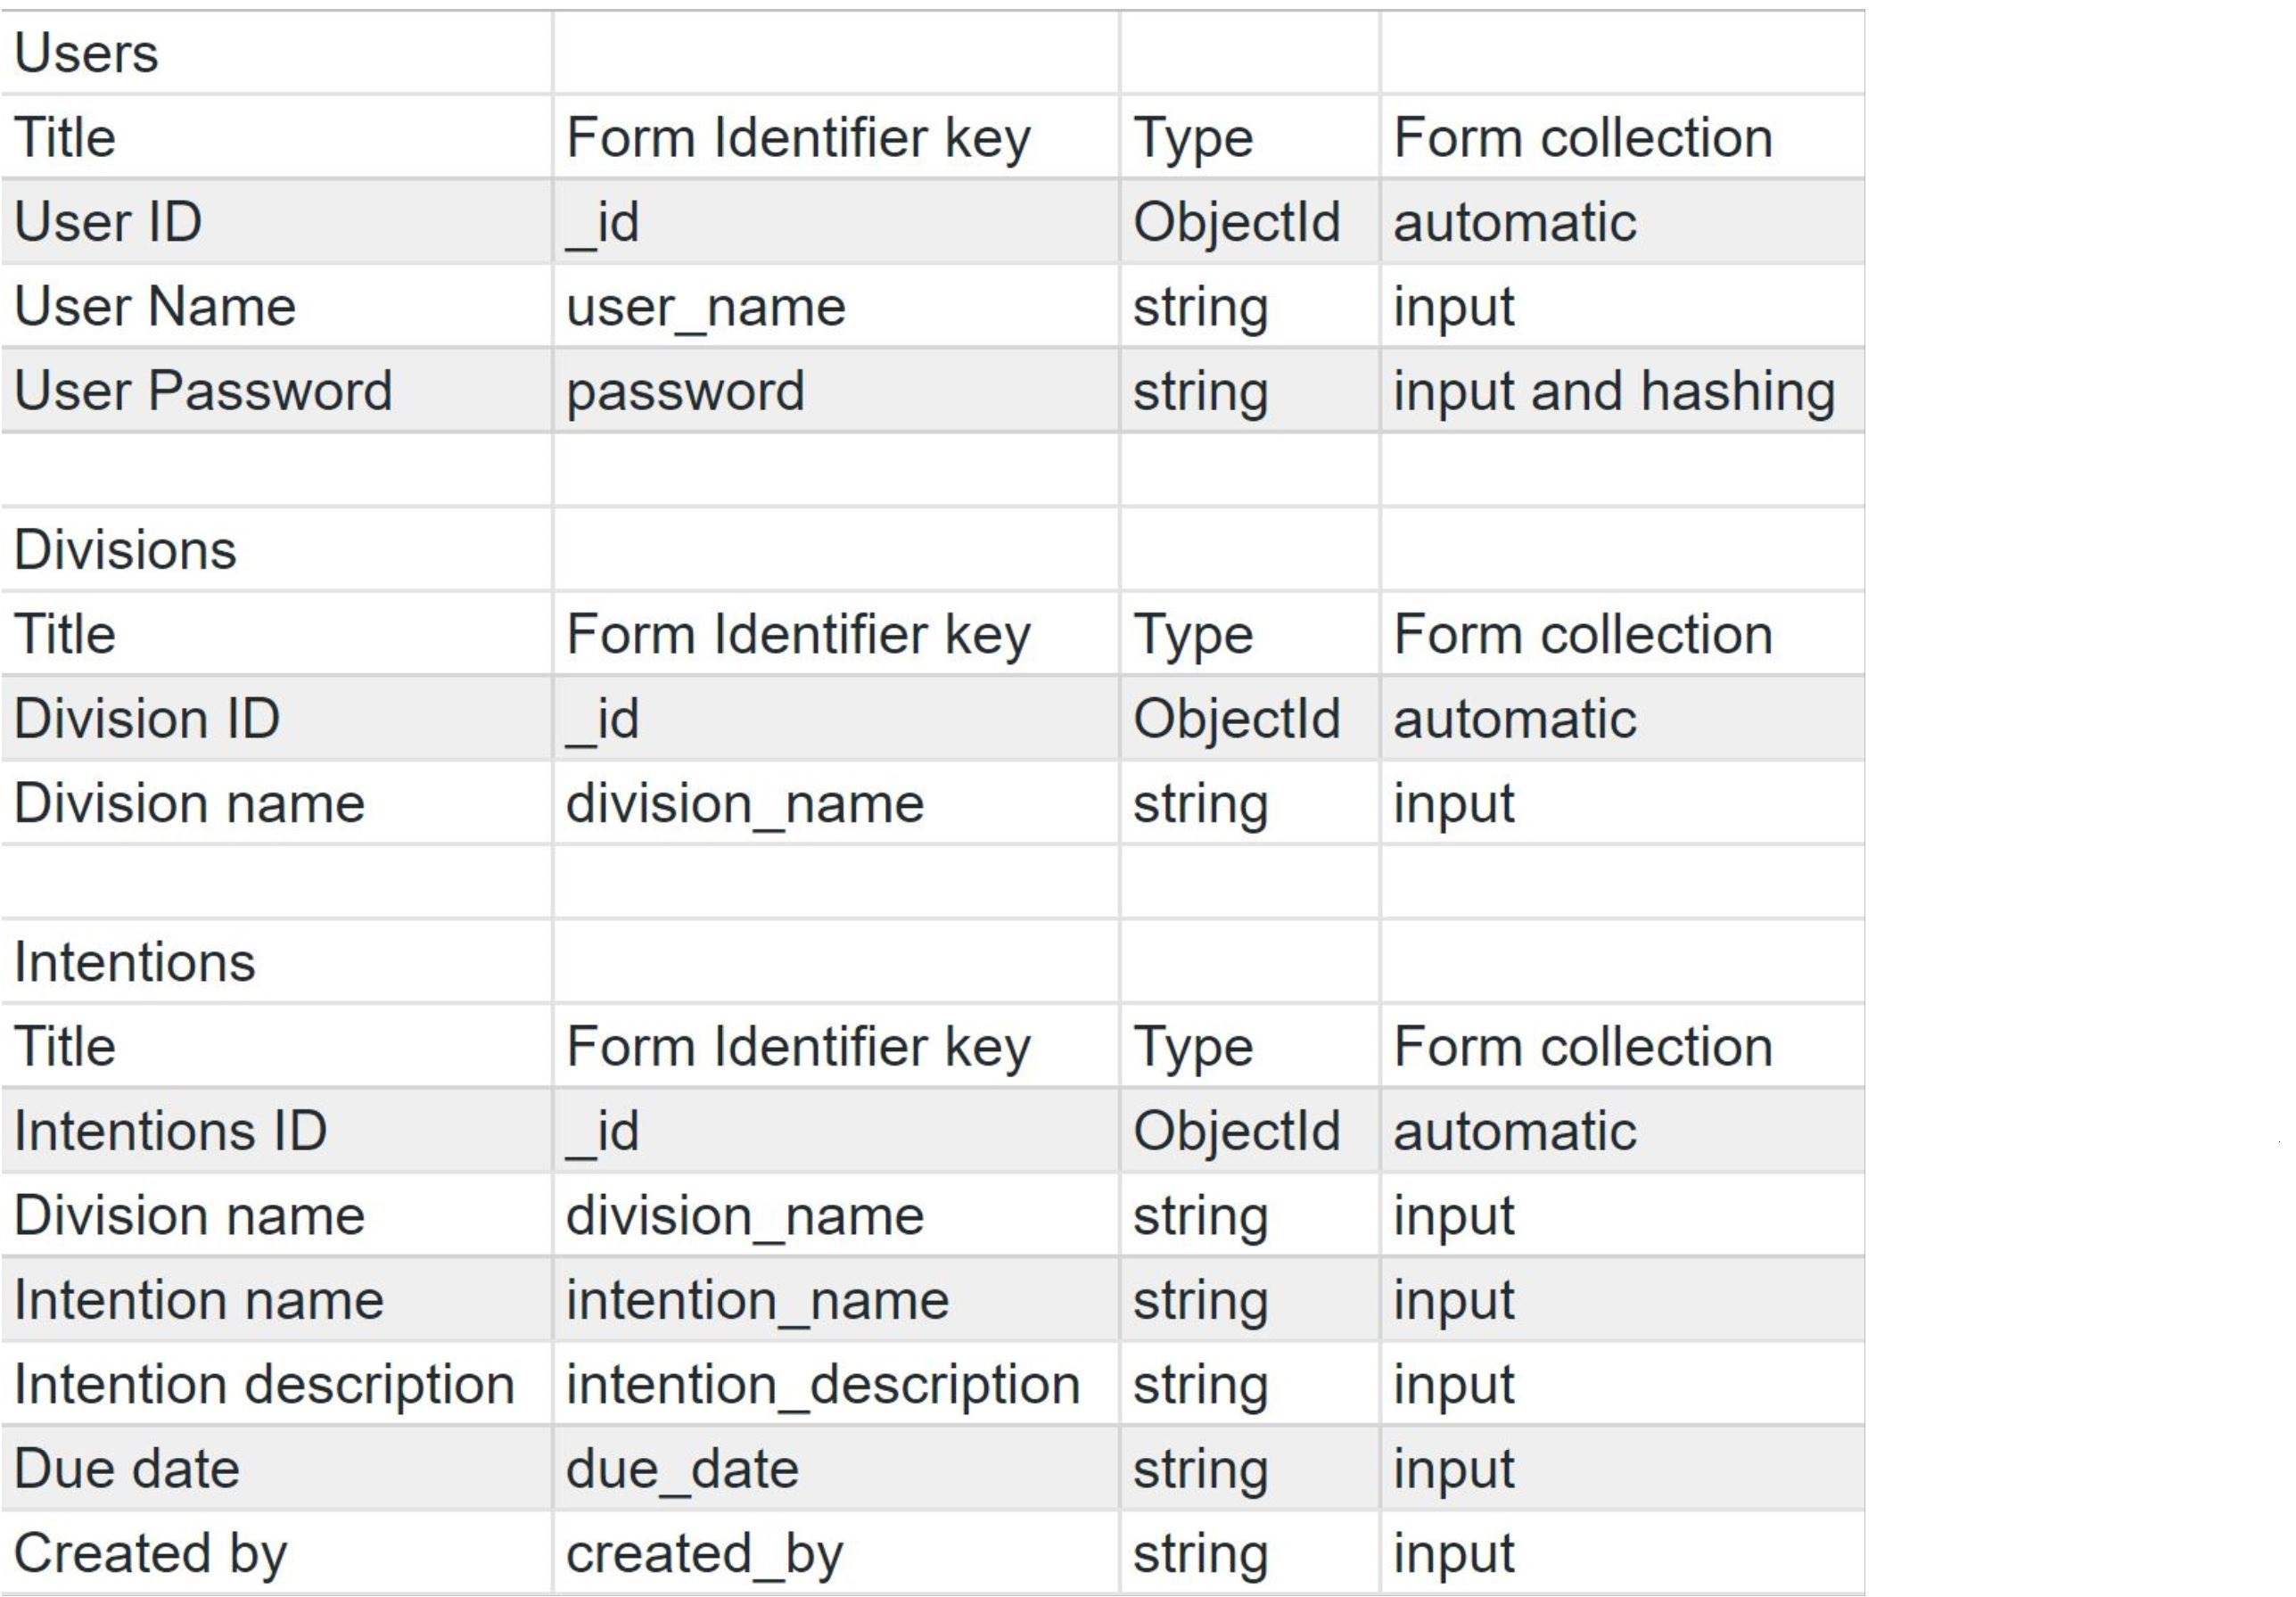 Users
Title Form Identifier key Type Form collection
User ID _id ObjectId automatic
User Name user_name string input
User Password password string input and hashing
Divisions
Title Form Identifier key Type Form collection
Division ID _id ObjectId automatic
Division name division_name string input
Intentions
Title Form Identifier key Type Form collection
Intentions ID _id ObjectId automatic
Division name division_name string input
Intention name intention_name string input
Intention description intention_description string input
Due date due_date string input
Created by created_by string input